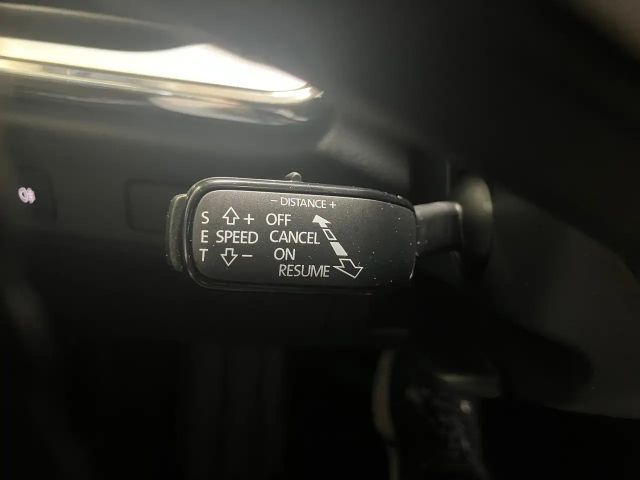 - DISTANCE +
S + OFF
E SPEED CANCEL
T - ON
RESUME